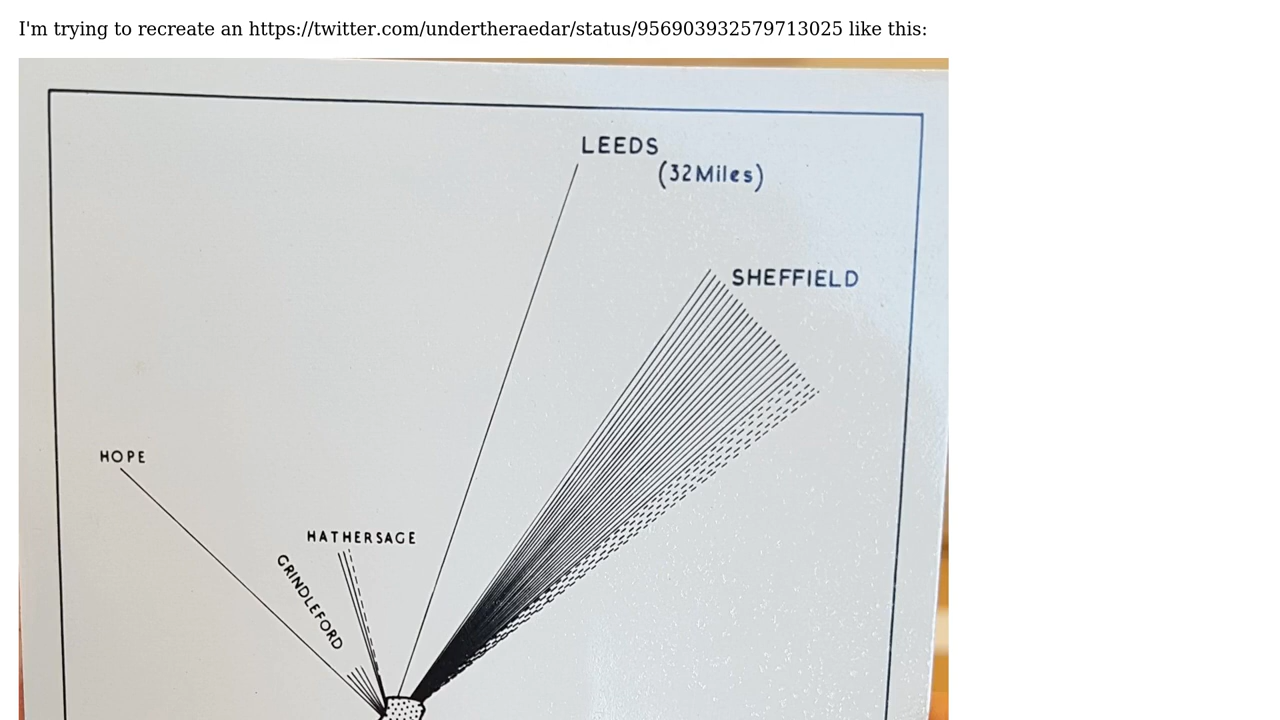 I'm trying to recreate an https://twitter.com/undertheraedar/status/956903932579713025 like this:
LEEDS
(32Miles)
SHEFFIELD
HOPE
HATHERSAGE
GRINDLEFORD